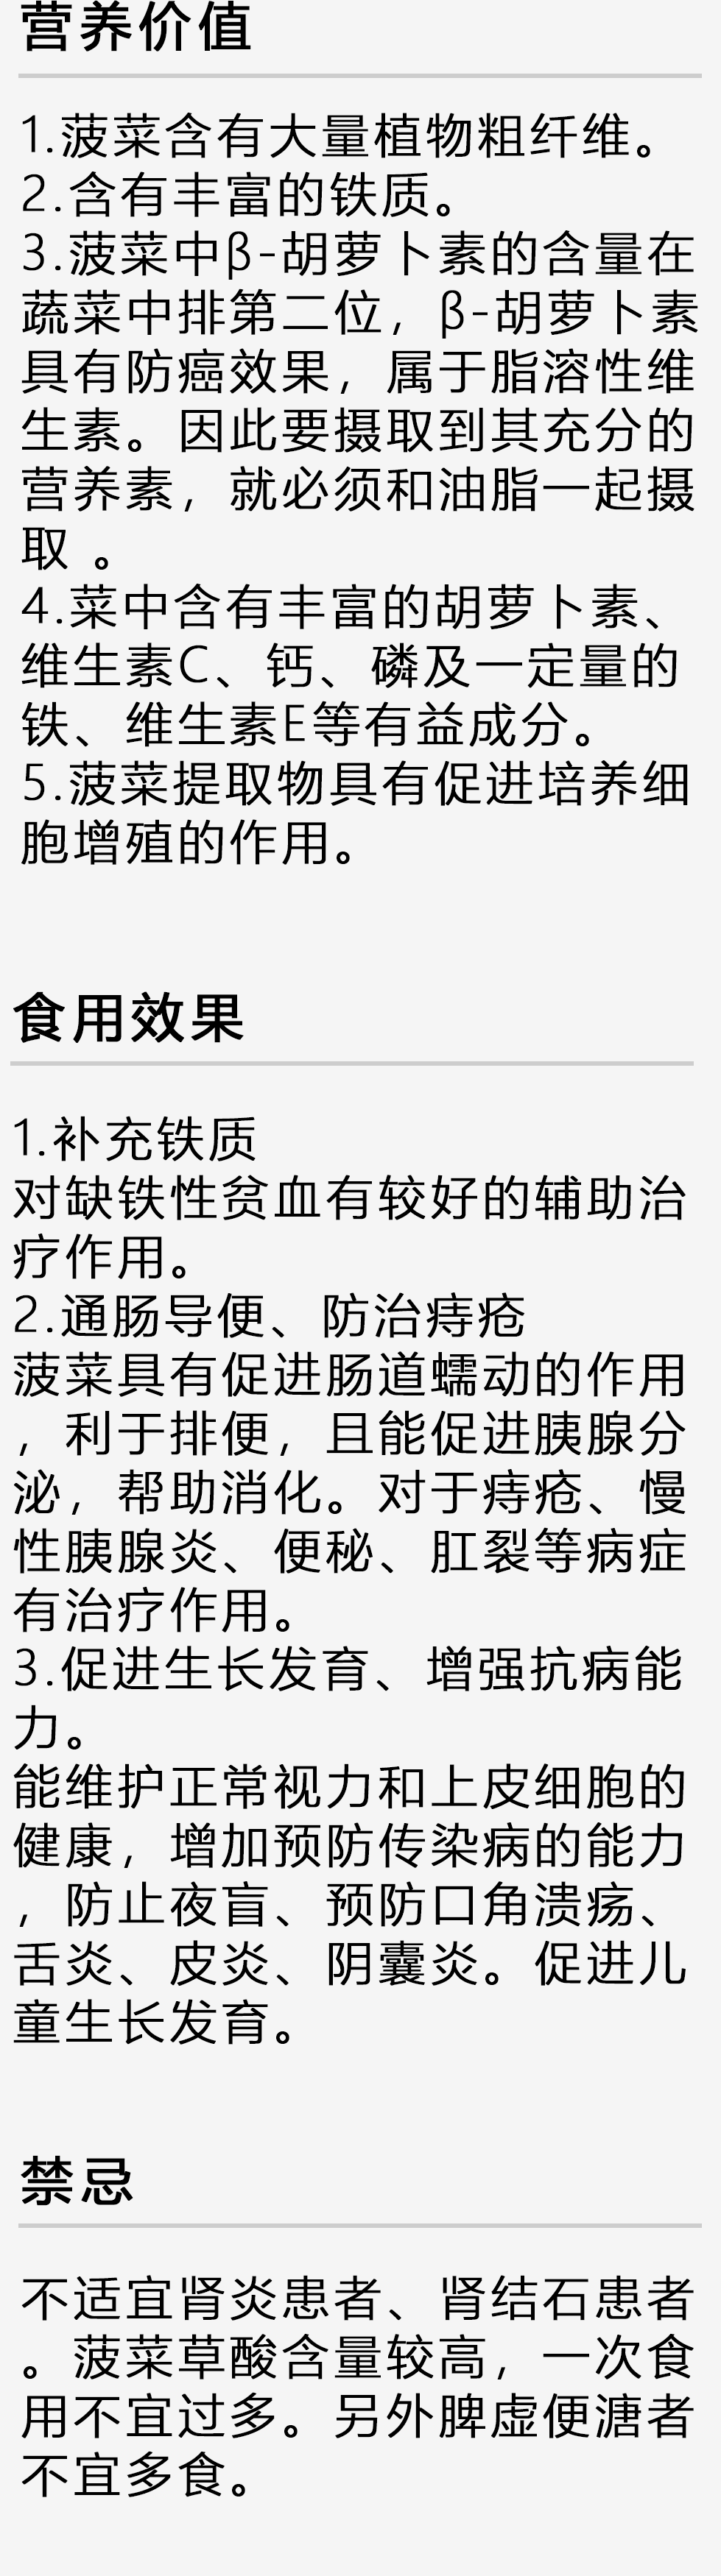 营养价值
1.菠菜含有大量植物粗纤维。
2.含有丰富的铁质。
3.菠菜中β-胡萝卜素的含量在
蔬菜中排第二位，β-胡萝卜素
具有防癌效果，属于脂溶性维
生素。因此要摄取到其充分的
营养素，就必须和油脂一起摄
取 。
4.菜中含有丰富的胡萝卜素、
维生素C、钙、磷及一定量的
铁、维生素E等有益成分。
5.菠菜提取物具有促进培养细
胞增殖的作用。
食用效果
1.补充铁质
对缺铁性贫血有较好的辅助治
疗作用。
2.通肠导便、防治痔疮
菠菜具有促进肠道蠕动的作用
，利于排便，且能促进胰腺分
泌，帮助消化。对于痔疮、慢
性胰腺炎、便秘、肛裂等病症
有治疗作用。
3.促进生长发育、增强抗病能
力。
能维护正常视力和上皮细胞的
健康，增加预防传染病的能力
，防止夜盲、预防口角溃疡、
舌炎、皮炎、阴囊炎。促进儿
童生长发育。
禁忌
不适宜肾炎患者、肾结石患者
。菠菜草酸含量较高，一次食
用不宜过多。另外脾虚便溏者
不宜多食。